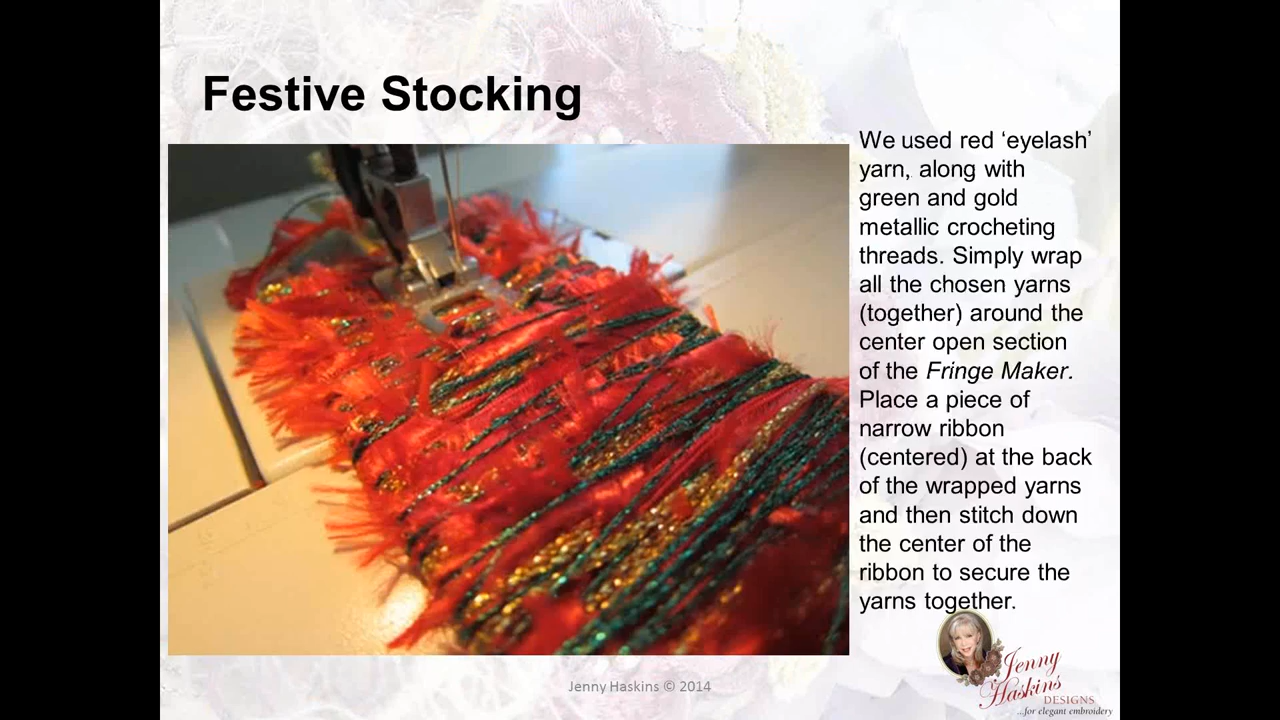 Festive Stocking
We used red ‘eyelash’
yarn, along with
green and gold
metallic crocheting
threads. Simply wrap
all the chosen yarns
(together) around the
center open section
of the Fringe Maker.
Place a piece of
narrow ribbon
(centered) at the back
of the wrapped yarns
and then stitch down
the center of the
ribbon to secure the
yarns together.
Jenny Haskins © 2014
Jenny
Haskins
DESIGNS
...for elegant embroidery